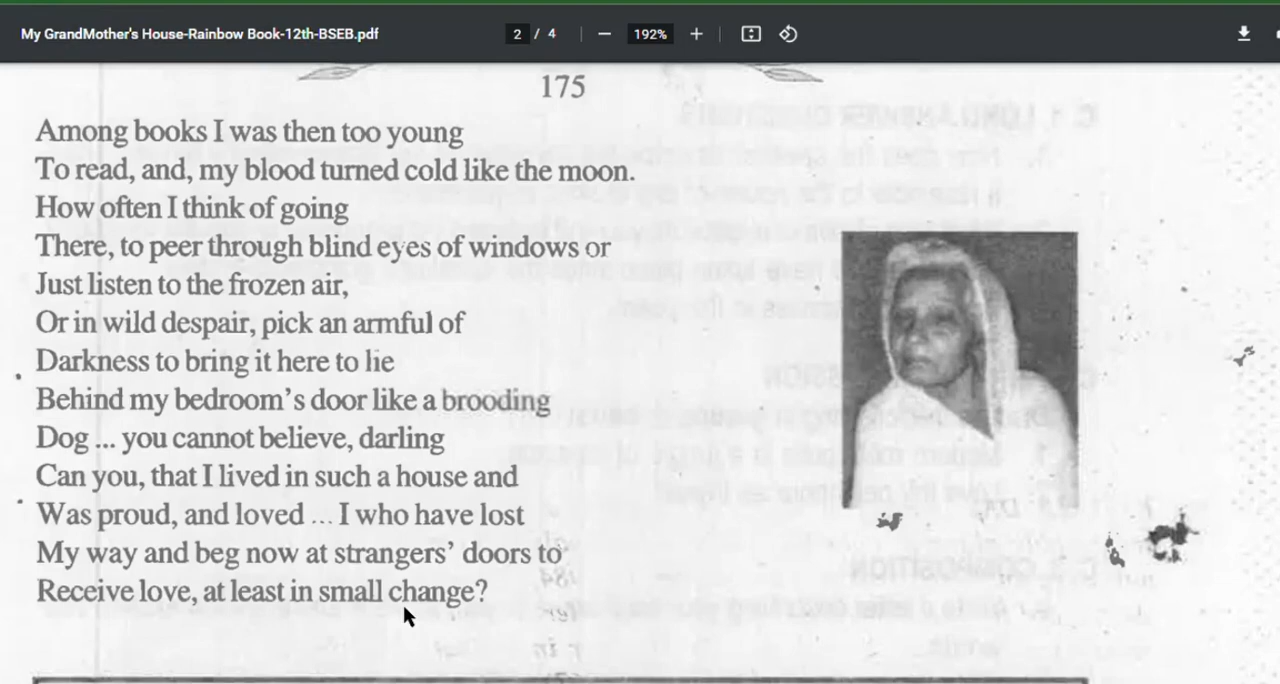 My GrandMother's House-Rainbow Book-12th-BSEB.pdf
2 / 4
192%
175
Among books I was then too young
To read, and, my blood turned cold like the moon.
How often I think of going
There, to peer through blind eyes of windows or
Just listen to the frozen air,
Or in wild despair, pick an armful of
Darkness to bring it here to lie
Behind my bedroom's door like a brooding
Dog ... you cannot believe, darling
Can you, that I lived in such a house and
Was proud, and loved ... I who have lost
My way and beg now at strangers' doors to
Receive love, at least in small change?